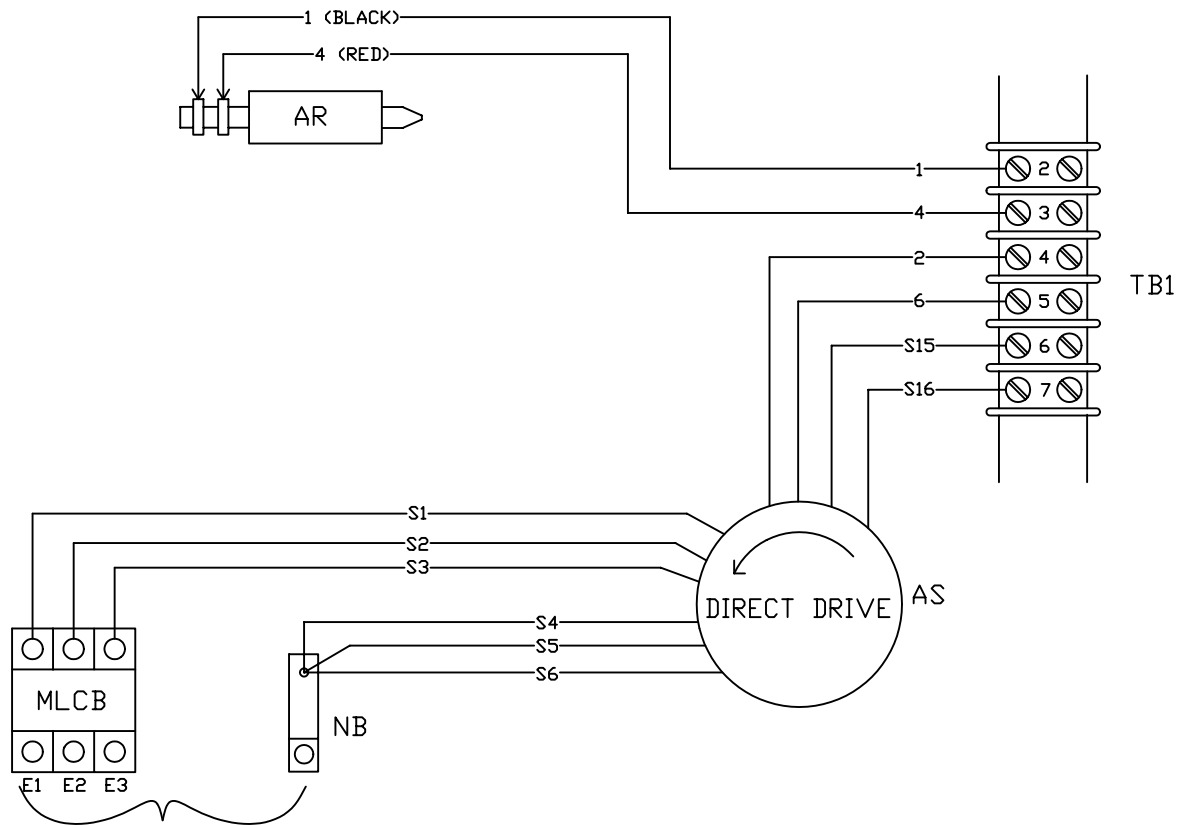 1 (BLACK)
4 (RED)
AR
1 2
4 3
2 4
TB1
6 5
S15 6
S16 7
S1
S2
S3
DIRECT DRIVE
AS
S4
S5
S6
MLCB
NB
E1 E2 E3